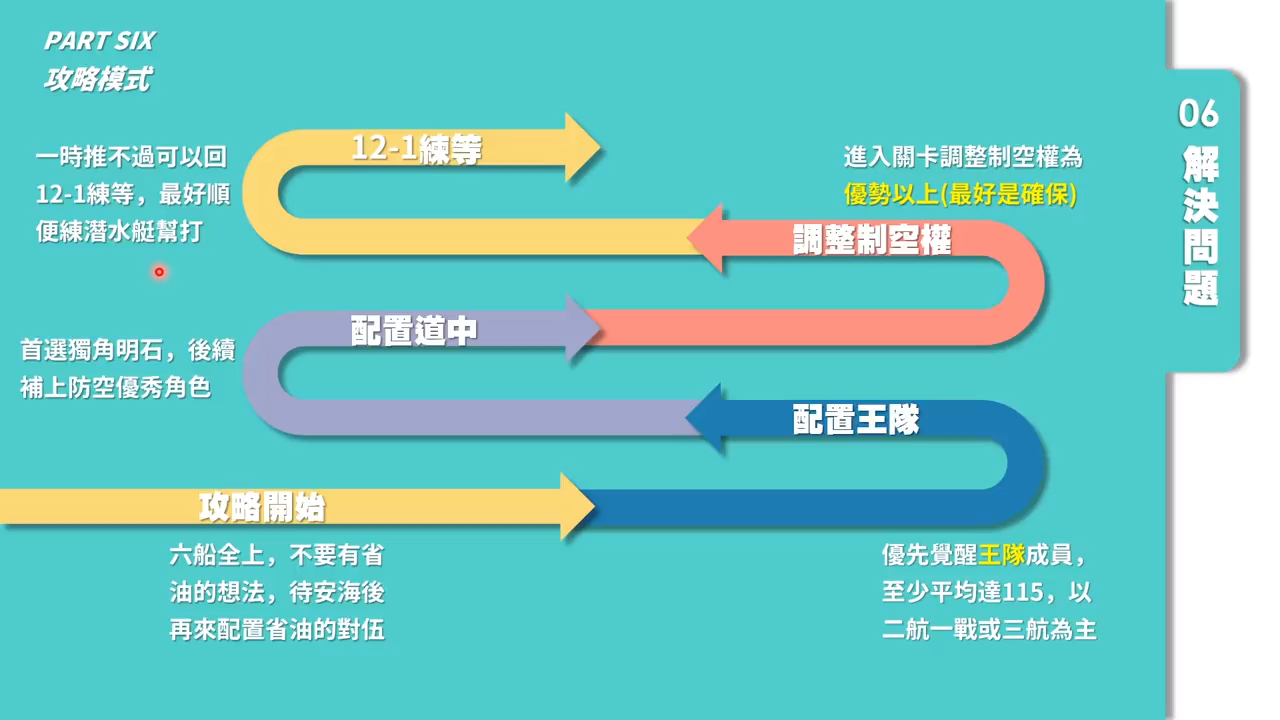 PART SIX
攻略模式
06
解決問題
12-1練等
一時推不過可以回
12-1練等，最好順
便練潛水艇幫打
進入關卡調整制空權為
優勢以上(最好是確保)
調整制空權
配置道中
首選獨角明石，後續
補上防空優秀角色
配置王隊
攻略開始
六船全上，不要有省
油的想法，待安海後
再來配置省油的對伍
優先覺醒王隊成員，
至少平均達115，以
二航一戰或三航為主